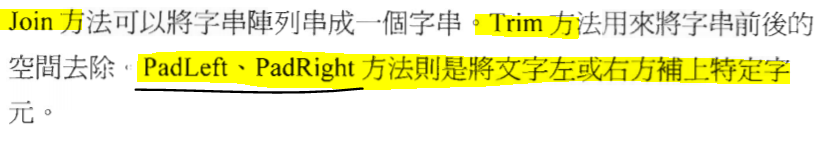 Join 方法可以將字串陣列串成一個字串。Trim 方法用來將字串前後的
空間去除。PadLeft、PadRight 方法則是將文字左或右方補上特定字
元。